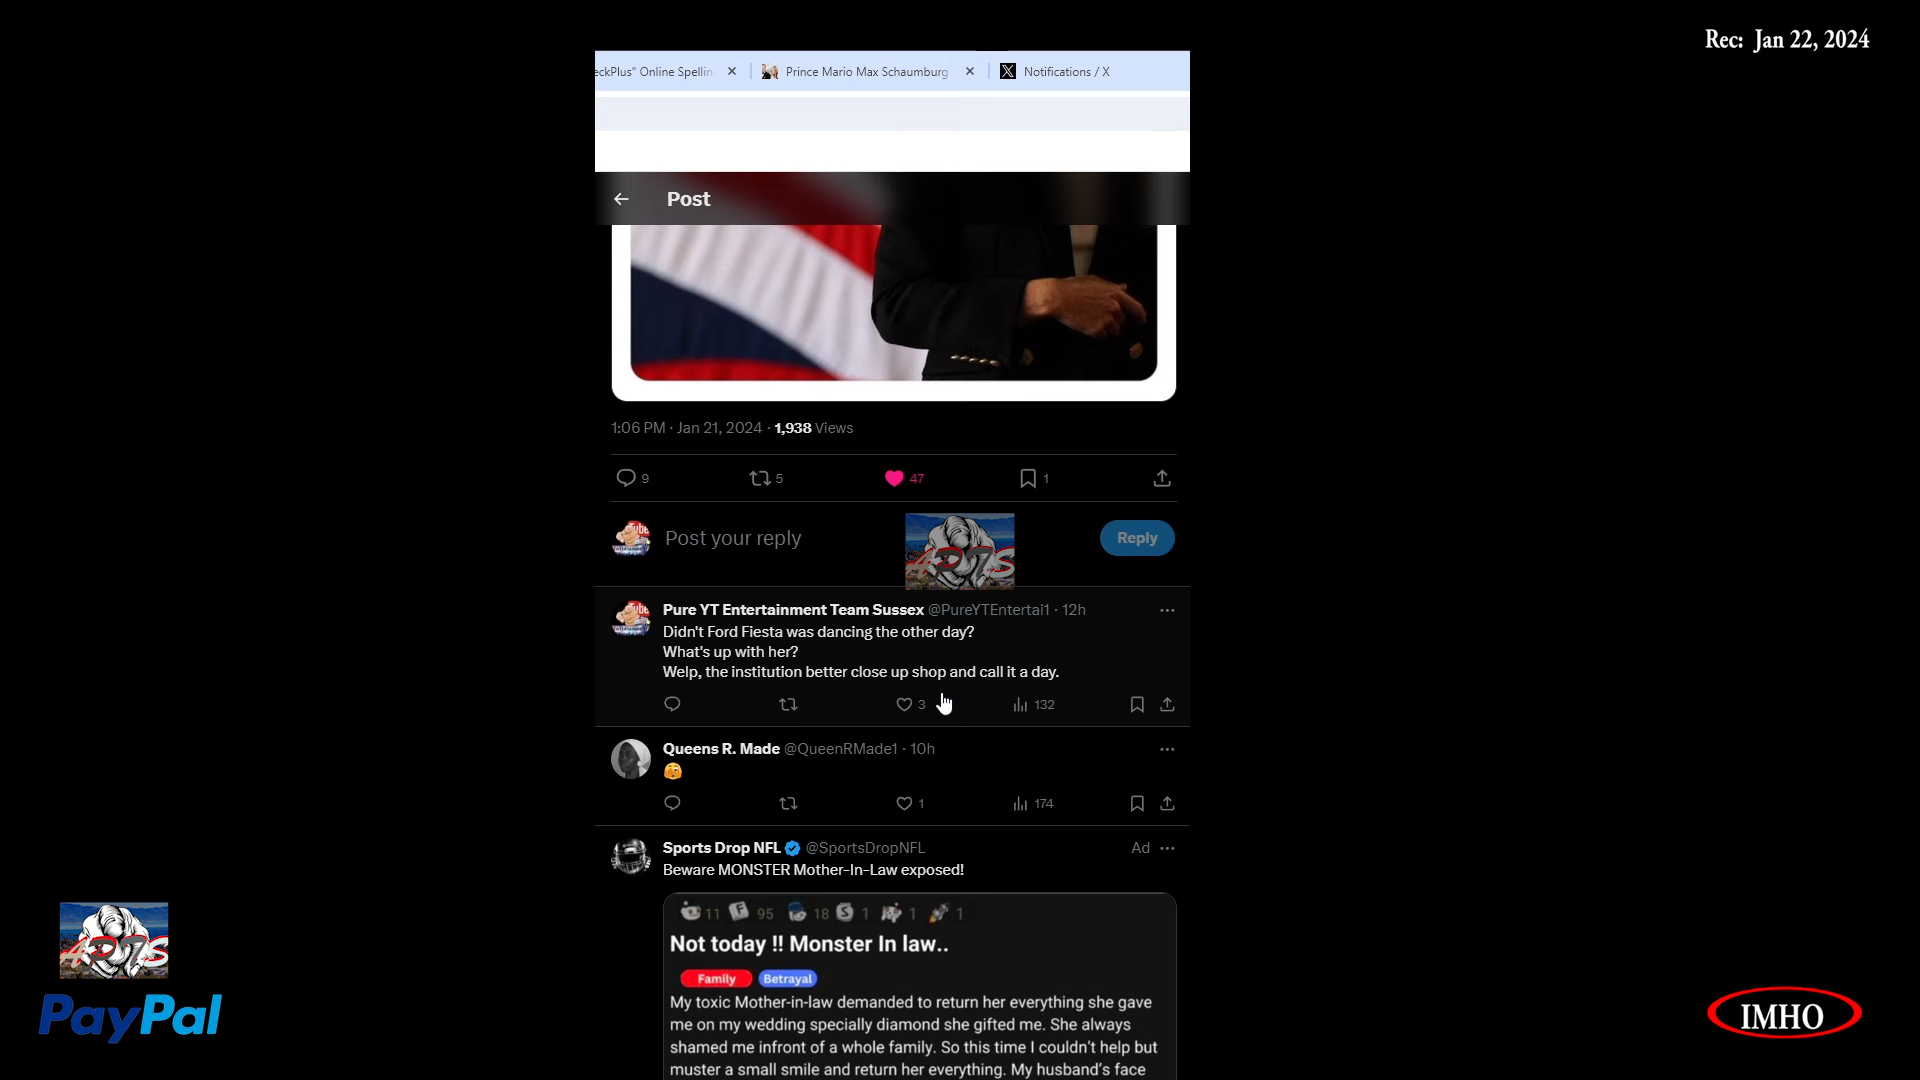 Rec: Jan 22, 2024
eckPlus" Online Spellin
Prince Mario Max Schaumburg
Notifications / X
Post
1:06 PM · Jan 21, 2024 · 1,938 Views
9 5 47 1
Post your reply
Reply
Pure YT Entertainment Team Sussex @PureYTEntertai1 · 12h
Didn't Ford Fiesta was dancing the other day?
What's up with her?
Welp, the institution better close up shop and call it a day.
3 132
Queens R. Made @QueenRMade1 · 10h
1 174
Sports Drop NFL @SportsDropNFL Ad
Beware MONSTER Mother-In-Law exposed!
11 95 18 1 1 1
Not today !! Monster In law..
Family Betrayal
My toxic Mother-in-law demanded to return her everything she gave
me on my wedding specially diamond she gifted me. She always
shamed me infront of a whole family. So this time I couldn't help but
muster a small smile and return her everything. My husband's face
PayPal
IMHO